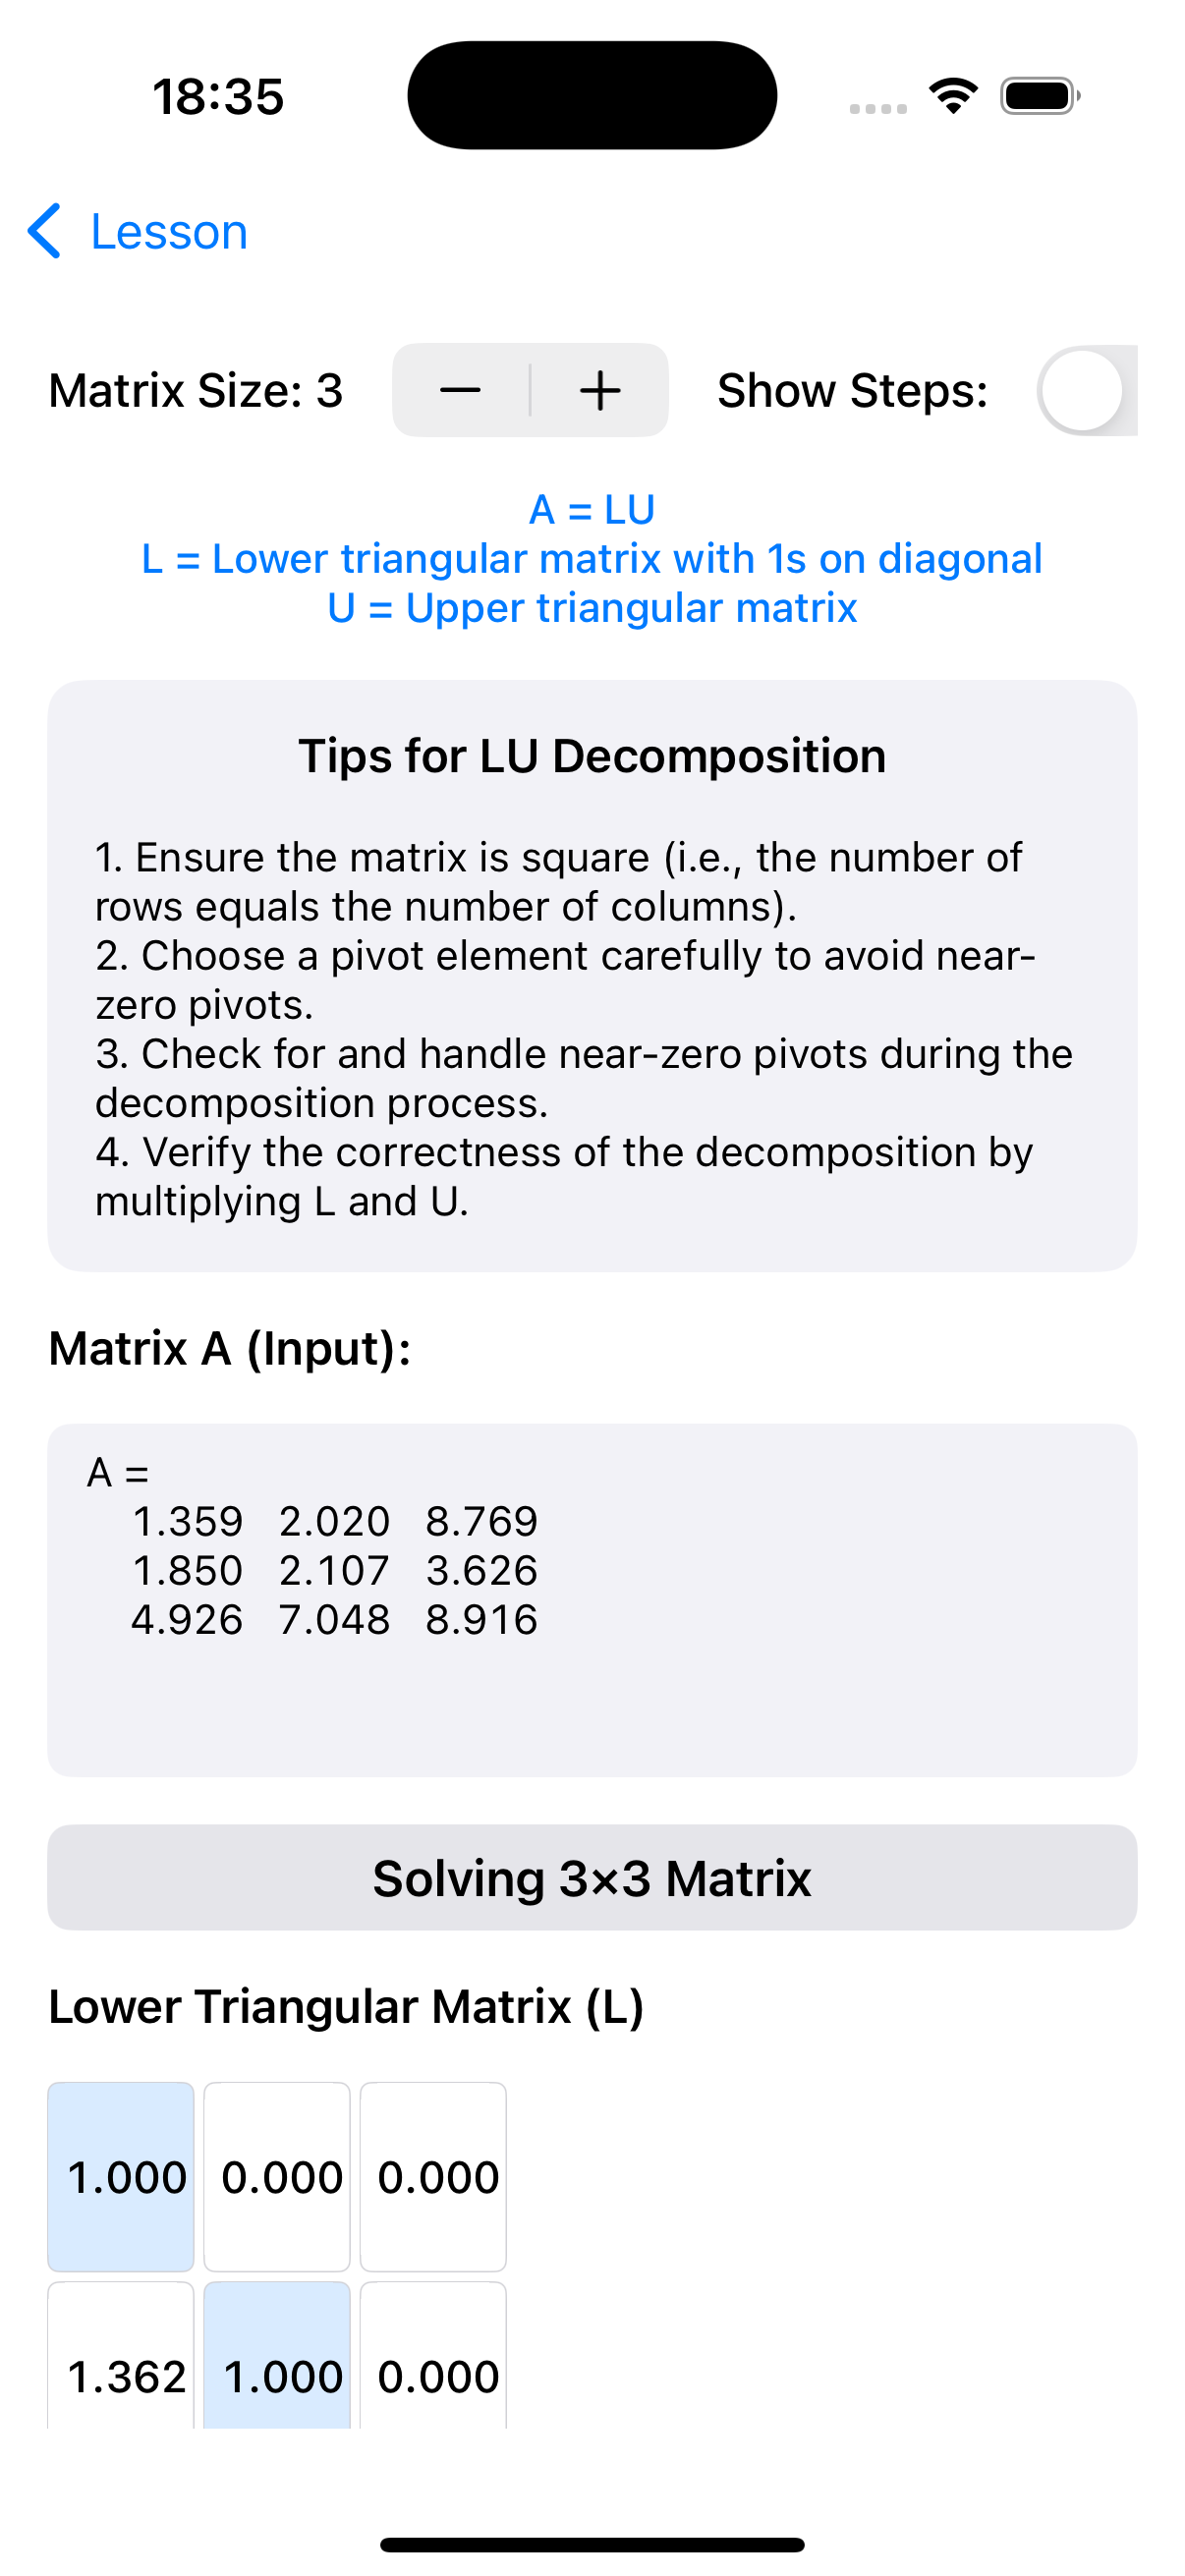 18:35
Lesson
Matrix Size: 3 — + Show Steps:
A = LU
L = Lower triangular matrix with 1s on diagonal
U = Upper triangular matrix
Tips for LU Decomposition
1. Ensure the matrix is square (i.e., the number of
rows equals the number of columns).
2. Choose a pivot element carefully to avoid near-
zero pivots.
3. Check for and handle near-zero pivots during the
decomposition process.
4. Verify the correctness of the decomposition by
multiplying L and U.
Matrix A (Input):
A =
1.359 2.020 8.769
1.850 2.107 3.626
4.926 7.048 8.916
Solving 3×3 Matrix
Lower Triangular Matrix (L)
1.000 0.000 0.000
1.362 1.000 0.000